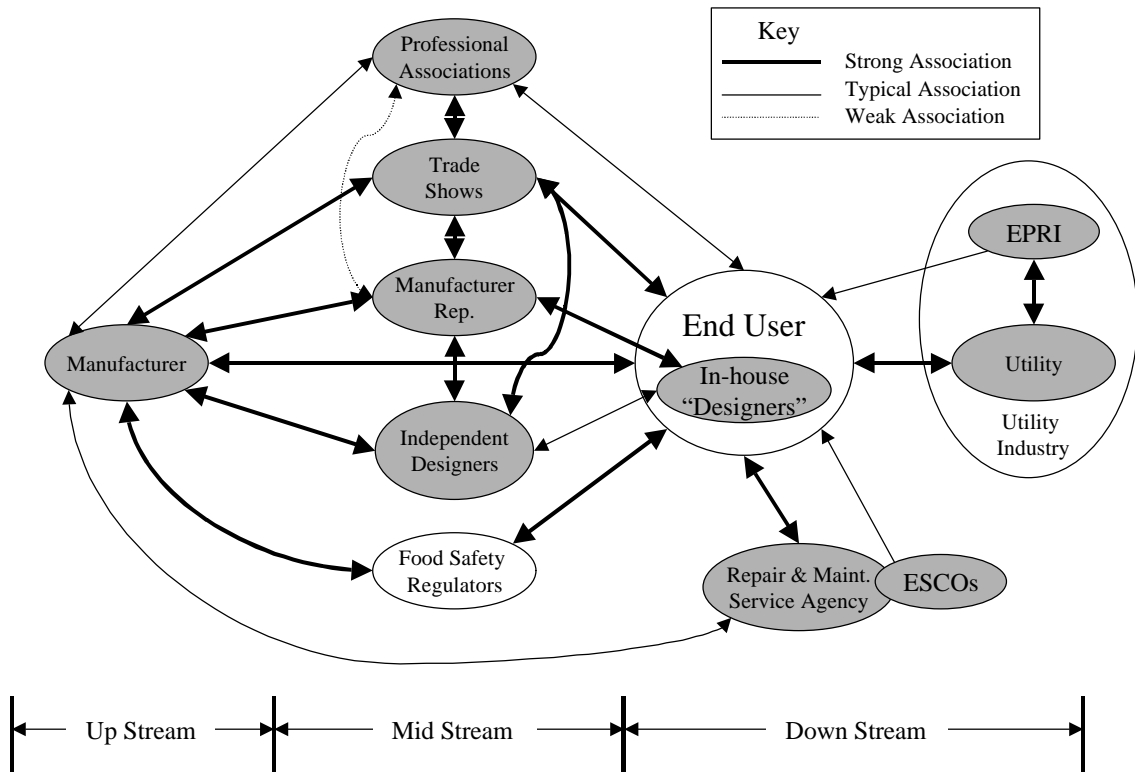 Key
Strong Association
Typical Association
Weak Association
Professional
Associations
Trade
Shows
Manufacturer
Rep.
Manufacturer
Independent
Designers
Food Safety
Regulators
End User
In-house
“Designers”
EPRI
Utility
Utility
Industry
Repair & Maint.
Service Agency
ESCOs
Up Stream
Mid Stream
Down Stream